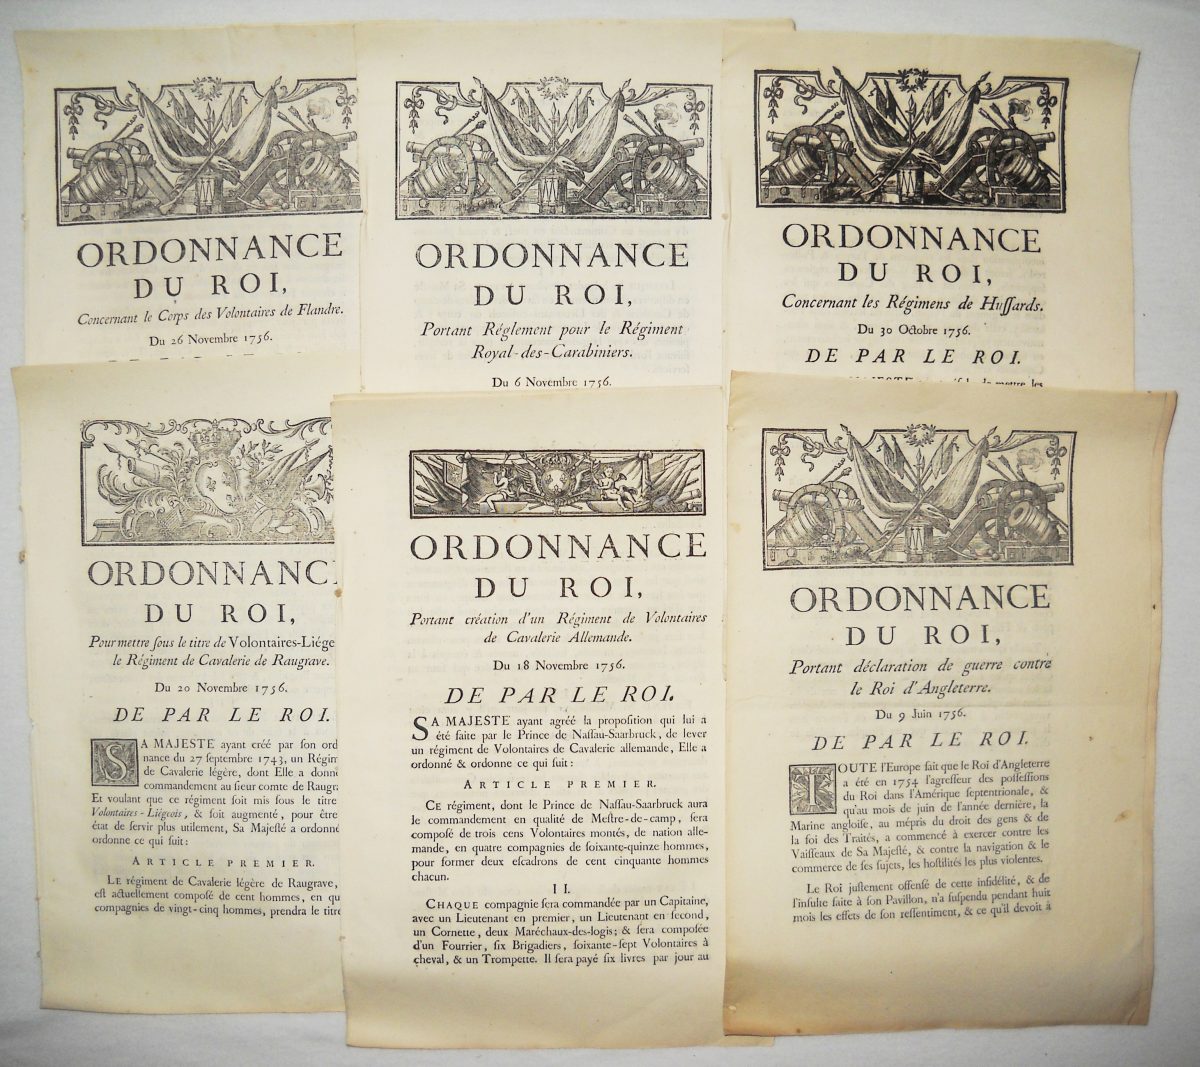 ORDONNANCE
DU ROI,
Concernant le Corps des Volontaires de Flandre.
Du 26 Novembre 1756.
ORDONNANCE
DU ROI,
Portant Réglement pour le Régiment
Royal-des-Carabiniers.
Du 6 Novembre 1756.
ORDONNANCE
DU ROI,
Concernant les Régimens de Huſſards.
Du 30 Octobre 1756.
DE PAR LE ROI.
ORDONNANC
DU ROI,
Pour mettre ſous le titre de Volontaires-Liége
le Régiment de Cavalerie de Raugrave.
Du 20 Novembre 1756.
DE PAR LE ROI.
SA MAJESTÉ ayant créé par ſon ord
nance du 27 ſeptembre 1743, un Régim
de Cavalerie légère, dont Elle a donné
commandement au ſieur comte de Raugra
Et voulant que ce régiment ſoit mis ſous le titre
Volontaires-Liégeois, & ſoit augmenté, pour être
état de ſervir plus utilement, Sa Majeſté a ordonné
ordonne ce qui ſuit :
ARTICLE PREMIER.
LE régiment de Cavalerie légère de Raugrave,
eſt actuellement compoſé de cent hommes, en qu
compagnies de vingt-cinq hommes, prendra le titre
ORDONNANCE
DU ROI,
Portant création d'un Régiment de Volontaires
de Cavalerie Allemande.
Du 18 Novembre 1756.
DE PAR LE ROI.
SA MAJESTÉ ayant agréé la propoſition qui lui a
été faite par le Prince de Naſſau-Saarbruck, de lever
un régiment de Volontaires de Cavalerie allemande, Elle a
ordonné & ordonne ce qui ſuit :
ARTICLE PREMIER.
CE régiment, dont le Prince de Naſſau-Saarbruck aura
le commandement en qualité de Meſtre-de-camp, ſera
compoſé de trois cens Volontaires montés, de nation alle-
mande, en quatre compagnies de ſoixante-quinze hommes,
pour former deux eſcadrons de cent cinquante hommes
chacun.
II.
CHAQUE compagnie ſera commandée par un Capitaine,
avec un Lieutenant en premier, un Lieutenant en ſecond,
un Cornette, deux Maréchaux-des-logis; & ſera compoſée
d'un Fourrier, ſix Brigadiers, ſoixante-ſept Volontaires à
cheval, & un Trompette. Il ſera payé ſix livres par jour au
ORDONNANCE
DU ROI,
Portant déclaration de guerre contre
le Roi d'Angleterre.
Du 9 Juin 1756.
DE PAR LE ROI.
TOUTE l'Europe ſait que le Roi d'Angleterre
a été en 1754 l'agreſſeur des poſſeſſions
du Roi dans l'Amérique ſeptentrionale, &
qu'au mois de juin de l'année dernière, la
Marine angloiſe, au mépris du droit des gens & de
la foi des Traités, a commencé à exercer contre les
Vaiſſeaux de Sa Majeſté, & contre la navigation & le
commerce de ſes ſujets, les hoſtilités les plus violentes.
Le Roi juſtement offenſé de cette infidélité, & de
l'inſulte faite à ſon Pavillon, n'a ſuſpendu pendant huit
mois les effets de ſon reſſentiment, & ce qu'il devoit à